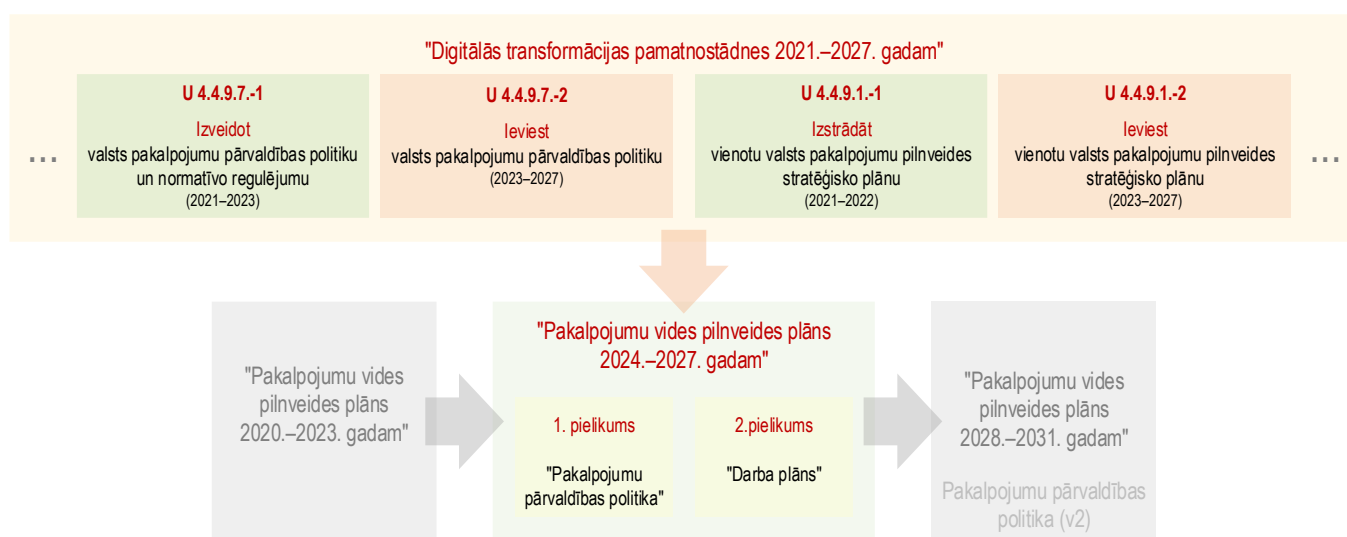 "Digitālās transformācijas pamatnostādnes 2021.–2027. gadam"
...
U 4.4.9.7.-1
Izveidot
valsts pakalpojumu pārvaldības politiku
un normatīvo regulējumu
(2021–2023)
U 4.4.9.7.-2
Ieviest
valsts pakalpojumu pārvaldības politiku
(2023–2027)
U 4.4.9.1.-1
Izstrādāt
vienotu valsts pakalpojumu pilnveides
stratēģisko plānu
(2021–2022)
U 4.4.9.1.-2
Ieviest
vienotu valsts pakalpojumu pilnveides
stratēģisko plānu
(2023–2027)
...
"Pakalpojumu vides
pilnveides plāns
2020.–2023. gadam"
"Pakalpojumu vides pilnveides plāns
2024.–2027. gadam"
1. pielikums
"Pakalpojumu
pārvaldības politika"
2.pielikums
"Darba plāns"
"Pakalpojumu vides
pilnveides plāns
2028.–2031. gadam"
Pakalpojumu pārvaldības
politika (v2)